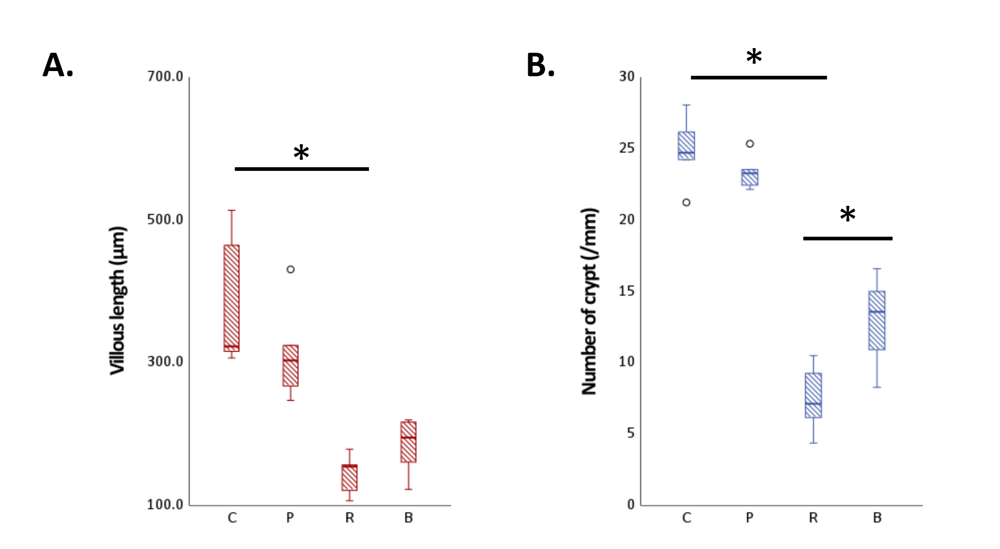 A.
700.0
500.0
300.0
100.0
Villous length (μm)
*
C P R B
B.
30
25
20
15
10
5
0
Number of crypt (/mm)
*
*
C P R B